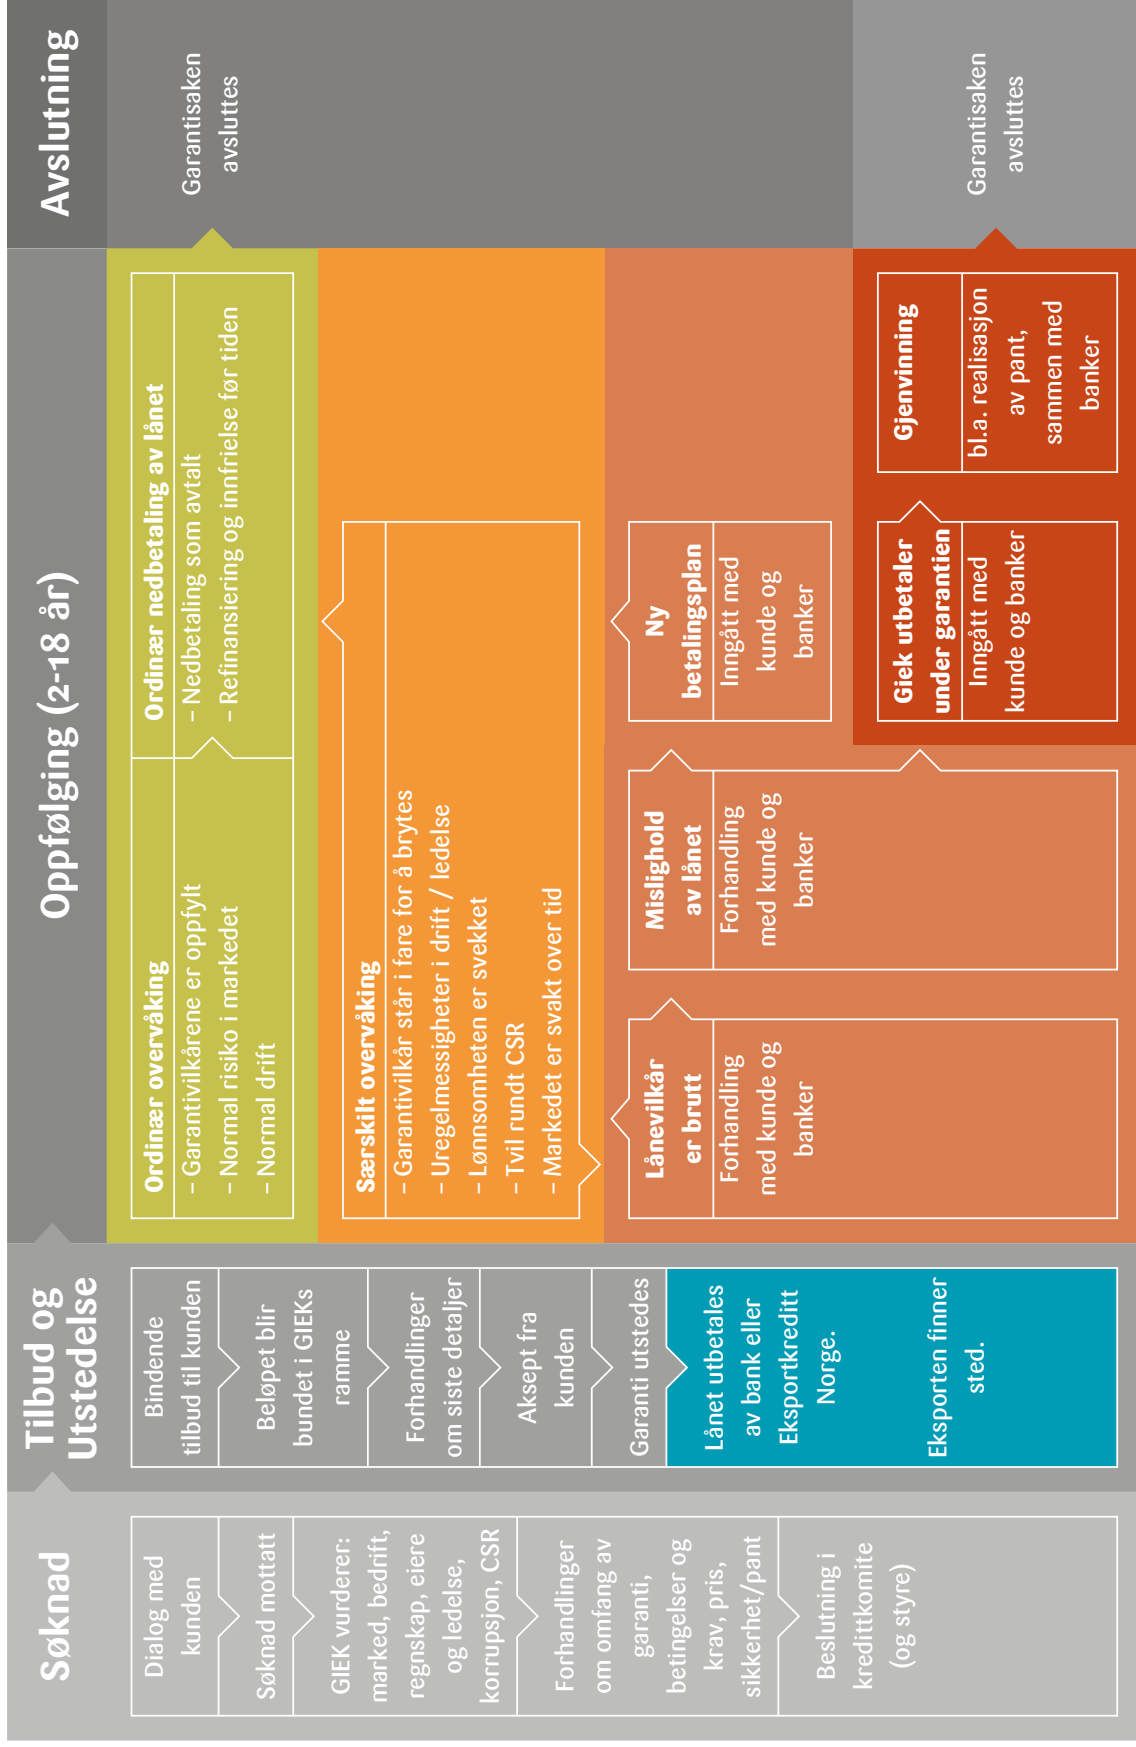 Søknad
Dialog med
kunden
Søknad mottatt
GIEK vurderer:
marked, bedrift,
regnskap, eiere
og ledelse,
korrupsjon, CSR
Forhandlinger
om omfang av
garanti,
betingelser og
krav, pris,
sikkerhet/pant
Beslutning i
kredittkomite
(og styre)
Tilbud og
Utstedelse
Bindende
tilbud til kunden
Beløpet blir
bundet i GIEKs
ramme
Forhandlinger
om siste detaljer
Aksept fra
kunden
Garanti utstedes
Lånet utbetales
av bank eller
Eksportkreditt
Norge.
Eksporten finner
sted.
Oppfølging (2-18 år)
Ordinær overvåking
– Garantivilkårene er oppfylt
– Normal risiko i markedet
– Normal drift
Ordinær nedbetaling av lånet
– Nedbetaling som avtalt
– Refinansiering og innfrielse før tiden
Særskilt overvåking
– Garantivilkår står i fare for å brytes
– Uregelmessigheter i drift / ledelse
– Lønnsomheten er svekket
– Tvil rundt CSR
– Markedet er svakt over tid
Lånevilkår
er brutt
Forhandling
med kunde og
banker
Mislighold
av lånet
Forhandling
med kunde og
banker
Ny
betalingsplan
Inngått med
kunde og
banker
Giek utbetaler
under garantien
Inngått med
kunde og banker
Gjenvinning
bl.a. realisasjon
av pant,
sammen med
banker
Avslutning
Garantisaken
avsluttes
Garantisaken
avsluttes